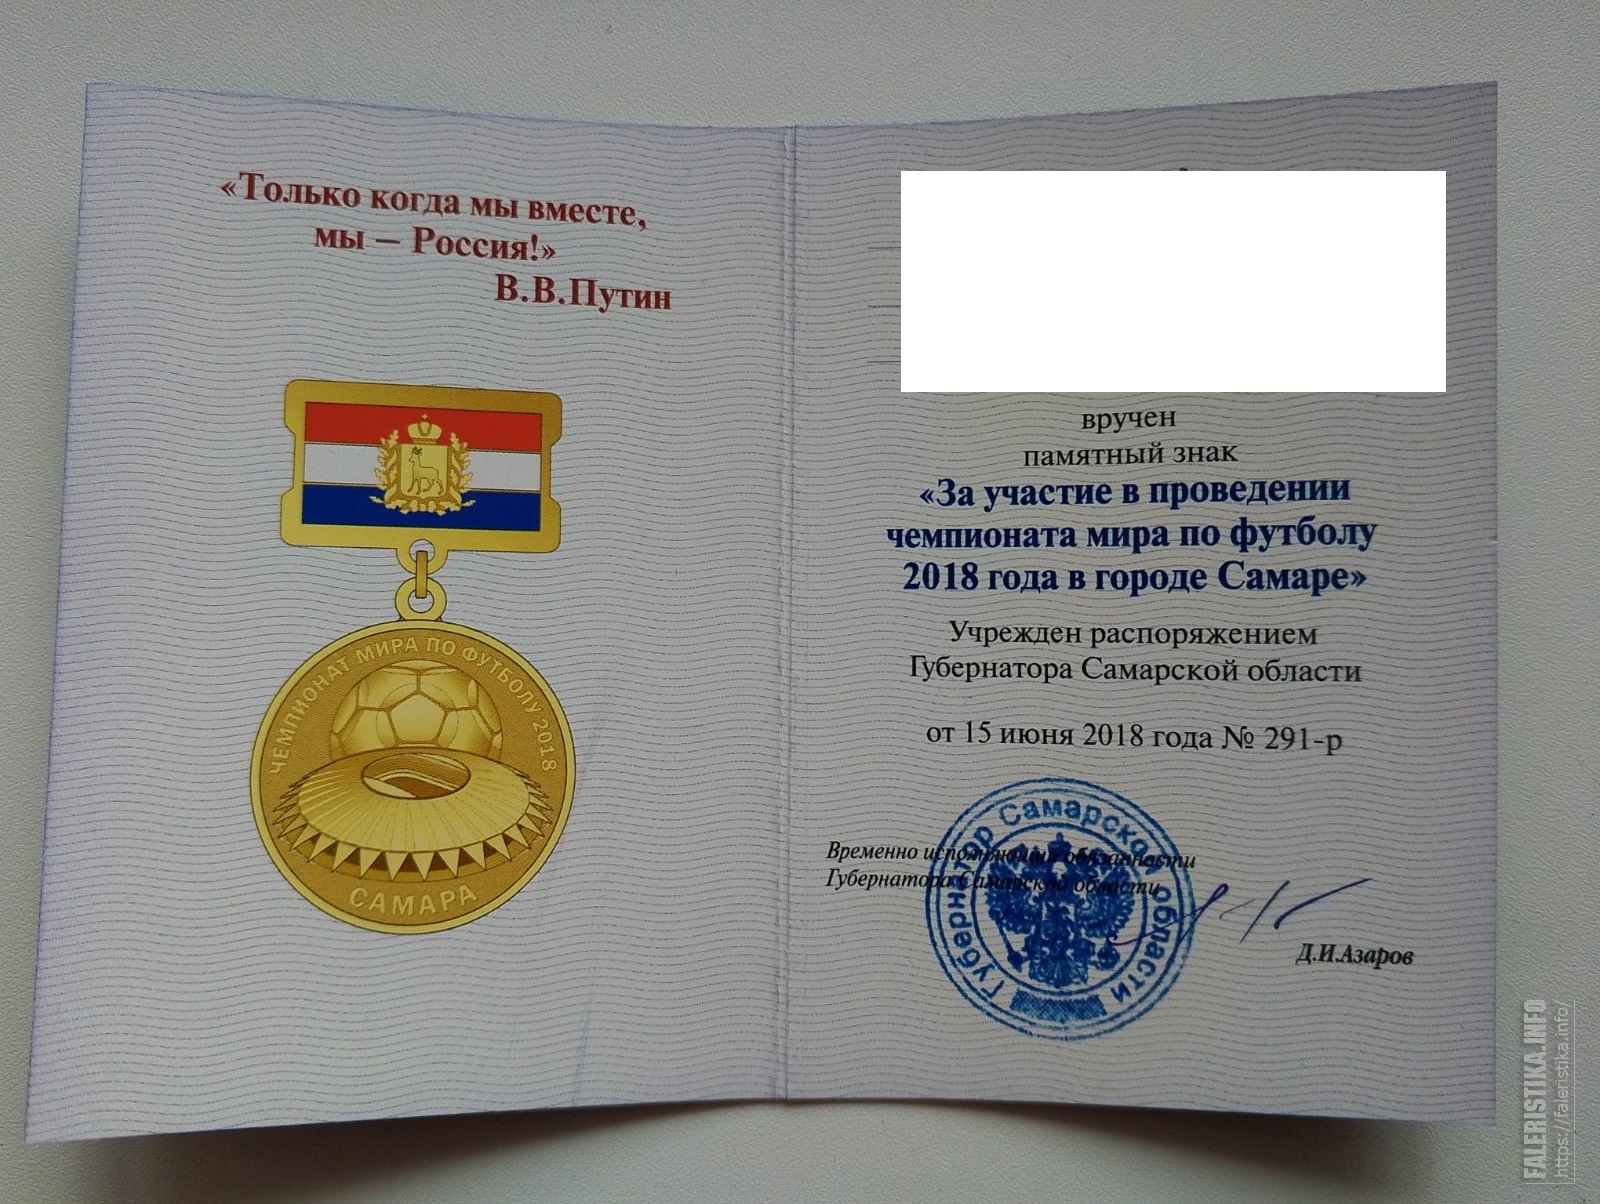 «Только когда мы вместе,
мы — Россия!»
В.В.Путин
ЧЕМПИОНАТ МИРА ПО ФУТБОЛУ 2018
САМАРА
вручен
памятный знак
«За участие в проведении
чемпионата мира по футболу
2018 года в городе Самаре»
Учрежден распоряжением
Губернатора Самарской области
от 15 июня 2018 года № 291-р
Временно исполняющий обязанности
Губернатора Самарской области
Губернатор Самарской области
Д.И.Азаров
FALERISTIKA.INFO
https://faleristika.info/